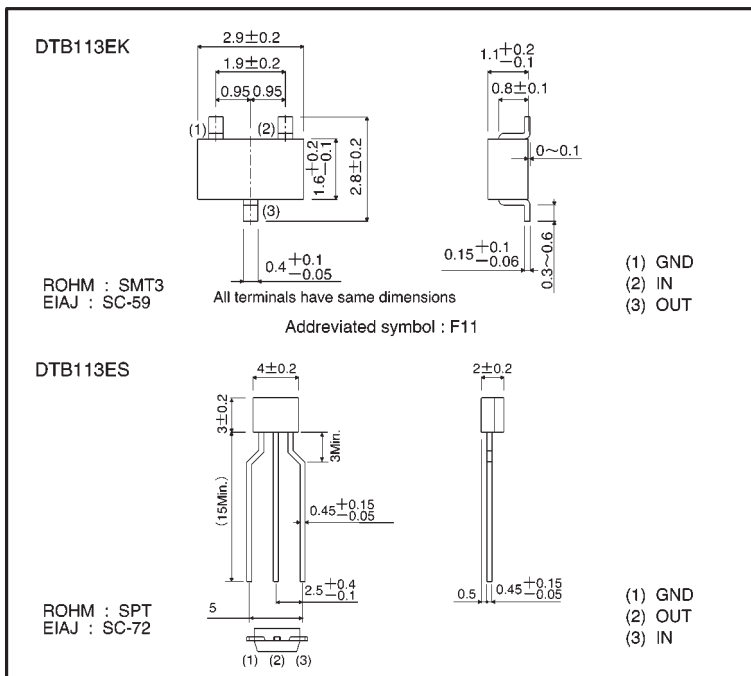 DTB113EK
2.9±0.2
1.9±0.2
0.95 0.95
(1) (2)
(3)
1.6+0.2−0.1
2.8±0.2
0.4+0.1−0.05
All terminals have same dimensions
1.1+0.2−0.1
0.8±0.1
0~0.1
0.15+0.1−0.06
0.3~0.6
ROHM : SMT3
EIAJ : SC-59
(1) GND
(2) IN
(3) OUT
Addreviated symbol : F11
DTB113ES
4±0.2
3±0.2
(15Min.)
3Min.
0.45+0.15−0.05
2.5+0.4−0.1
5
(1) (2) (3)
2±0.2
0.5
0.45+0.15−0.05
ROHM : SPT
EIAJ : SC-72
(1) GND
(2) OUT
(3) IN